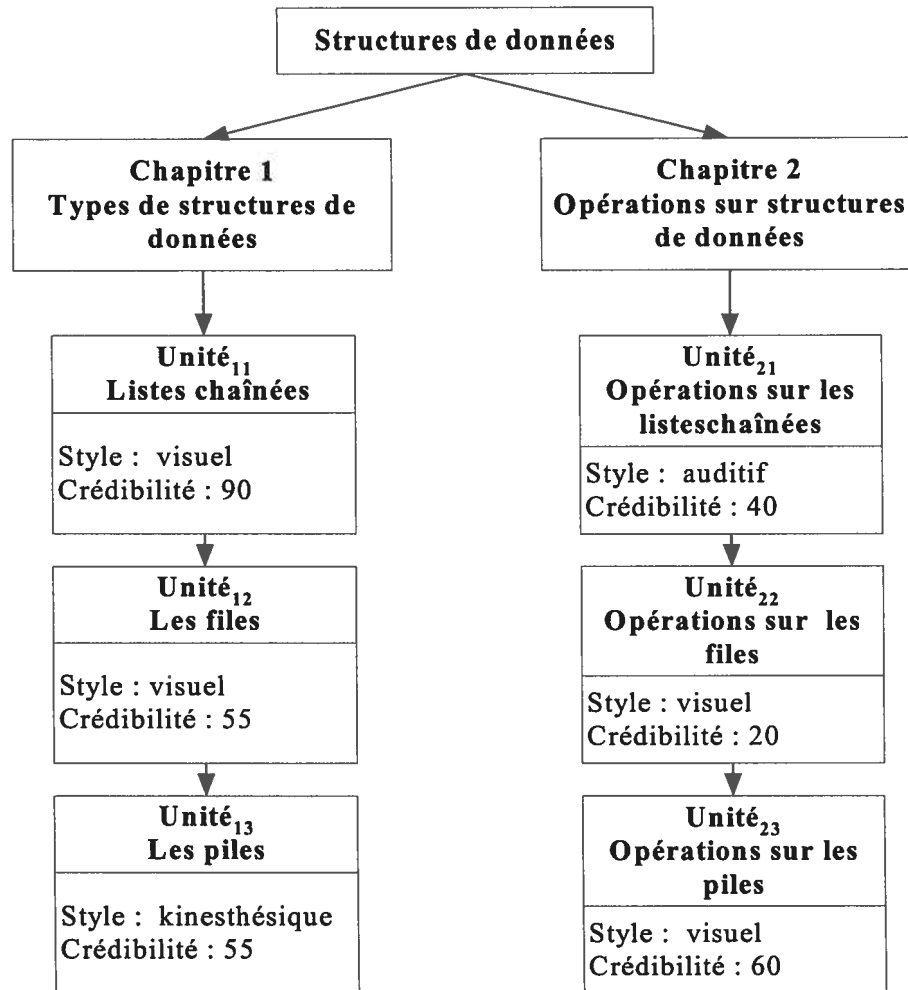 Structures de données
Chapitre 1
Types de structures de
données
Unité11
Listes chaînées
Style : visuel
Crédibilité : 90
Unité12
Les files
Style : visuel
Crédibilité : 55
Unité13
Les piles
Style : kinesthésique
Crédibilité : 55
Chapitre 2
Opérations sur structures
de données
Unité21
Opérations sur les
listeschaînées
Style : auditif
Crédibilité : 40
Unité22
Opérations sur les
files
Style : visuel
Crédibilité : 20
Unité23
Opérations sur les
piles
Style : visuel
Crédibilité : 60